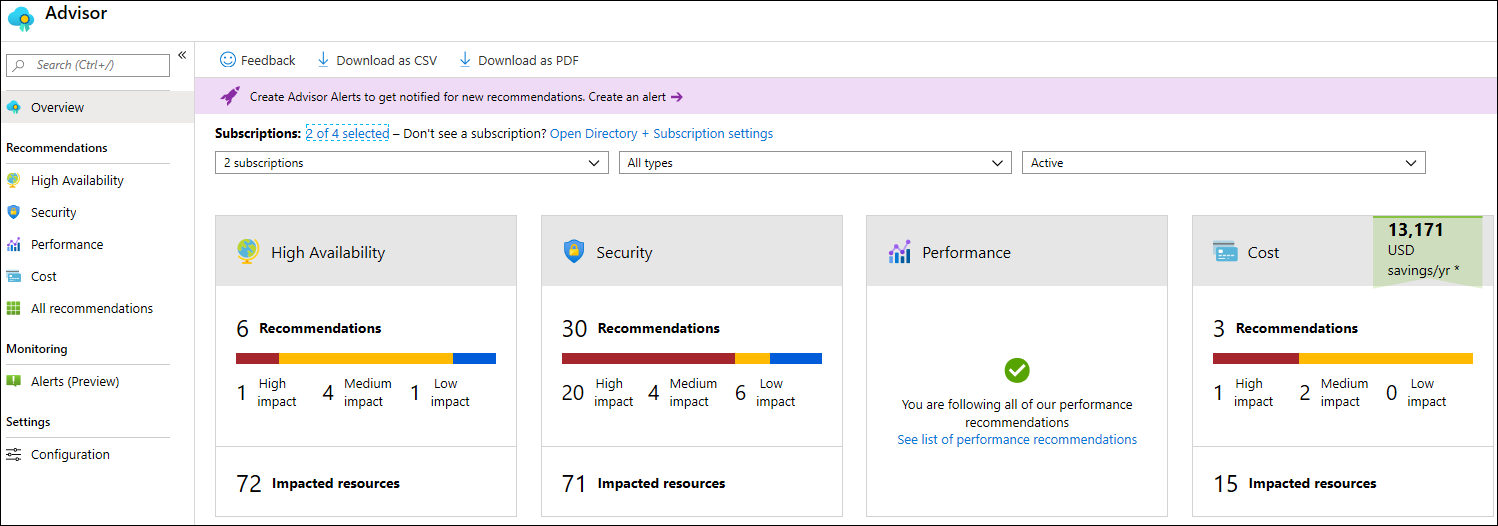 Advisor
Search (Ctrl+/)
«
Overview
Recommendations
High Availability
Security
Performance
Cost
All recommendations
Monitoring
Alerts (Preview)
Settings
Configuration
Feedback
Download as CSV
Download as PDF
Create Advisor Alerts to get notified for new recommendations. Create an alert →
Subscriptions: 2 of 4 selected – Don't see a subscription? Open Directory + Subscription settings
2 subscriptions
All types
Active
High Availability
6 Recommendations
1 High impact
4 Medium impact
1 Low impact
72 Impacted resources
Security
30 Recommendations
20 High impact
4 Medium impact
6 Low impact
71 Impacted resources
Performance
You are following all of our performance
recommendations
See list of performance recommendations
Cost
13,171
USD
savings/yr *
3 Recommendations
1 High impact
2 Medium impact
0 Low impact
15 Impacted resources